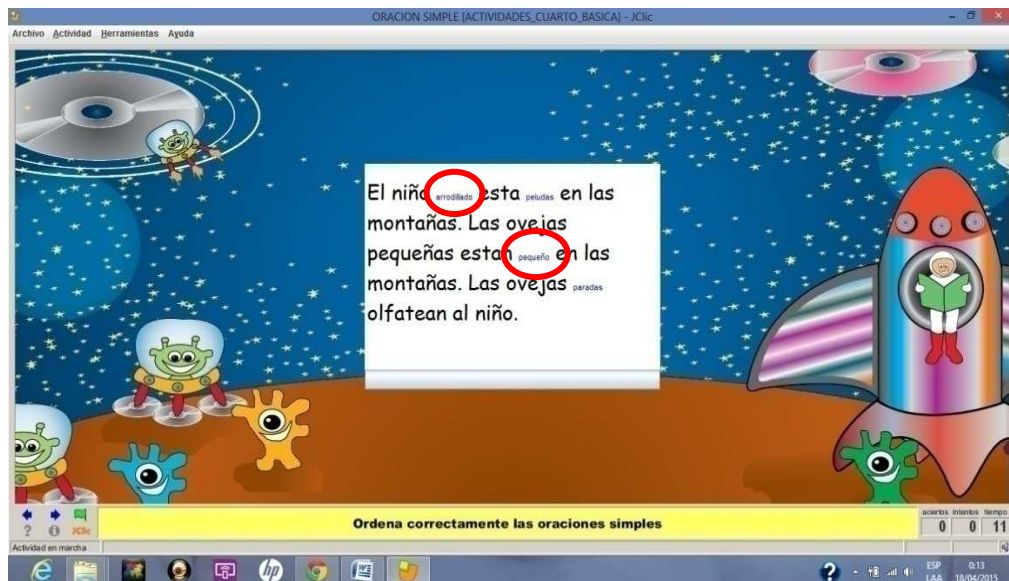 ORACION SIMPLE [ACTIVIDADES_CUARTO_BASICA] - JClic
Archivo Actividad Herramientas Ayuda
El niño arrodillado esta peludas en las
montañas. Las ovejas
pequeñas estan pequeño en las
montañas. Las ovejas paradas
olfatean al niño.
Ordena correctamente las oraciones simples
aciertos intentos tiempo
0 0 11
JClic
Actividad en marcha
hp
ESP 0:13
LAA 18/04/2015